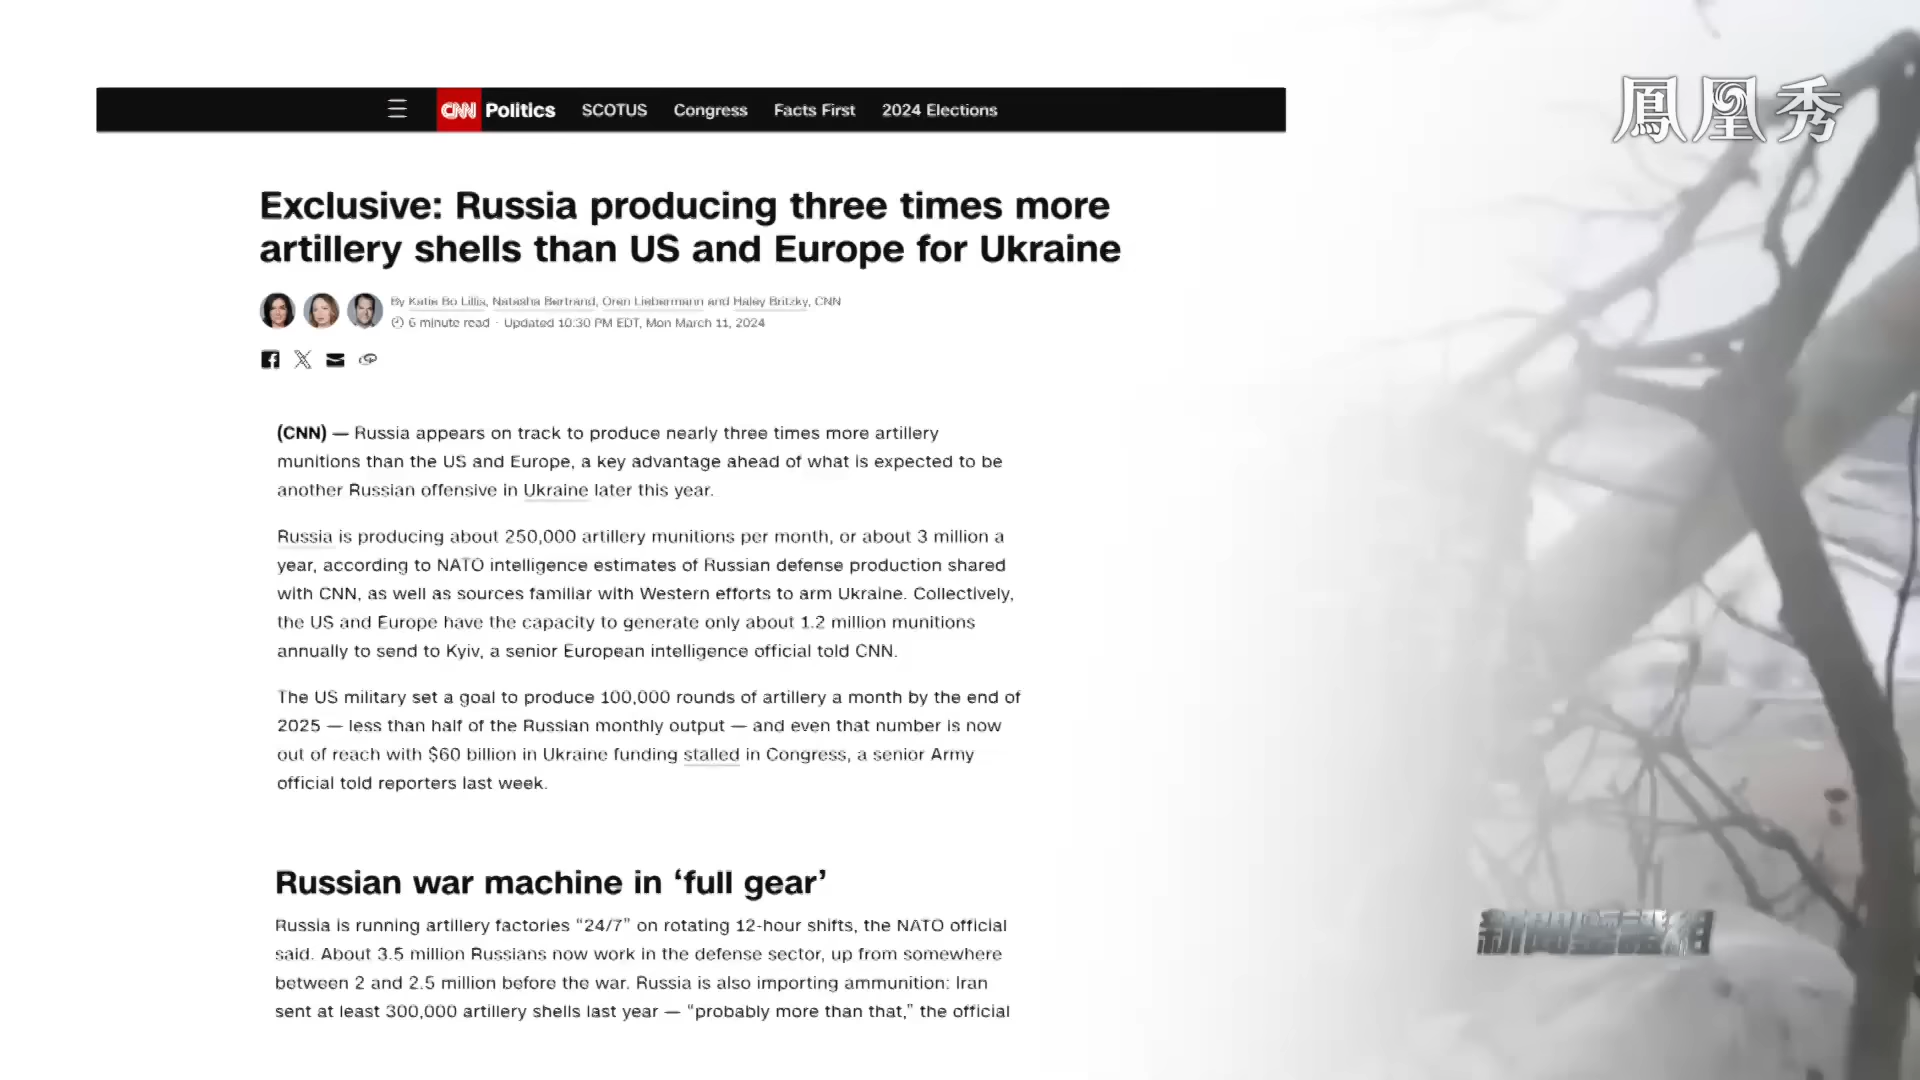 CNN Politics SCOTUS Congress Facts First 2024 Elections
鳳凰秀
Exclusive: Russia producing three times more
artillery shells than US and Europe for Ukraine
By Katie Bo Lillis, Natasha Bertrand, Oren Liebermann and Haley Britzky, CNN
6 minute read · Updated 10:30 PM EDT, Mon March 11, 2024
(CNN) — Russia appears on track to produce nearly three times more artillery
munitions than the US and Europe, a key advantage ahead of what is expected to be
another Russian offensive in Ukraine later this year.
Russia is producing about 250,000 artillery munitions per month, or about 3 million a
year, according to NATO intelligence estimates of Russian defense production shared
with CNN, as well as sources familiar with Western efforts to arm Ukraine. Collectively,
the US and Europe have the capacity to generate only about 1.2 million munitions
annually to send to Kyiv, a senior European intelligence official told CNN.
The US military set a goal to produce 100,000 rounds of artillery a month by the end of
2025 — less than half of the Russian monthly output — and even that number is now
out of reach with $60 billion in Ukraine funding stalled in Congress, a senior Army
official told reporters last week.
Russian war machine in ‘full gear’
Russia is running artillery factories “24/7” on rotating 12-hour shifts, the NATO official
said. About 3.5 million Russians now work in the defense sector, up from somewhere
between 2 and 2.5 million before the war. Russia is also importing ammunition: Iran
sent at least 300,000 artillery shells last year — “probably more than that,” the official